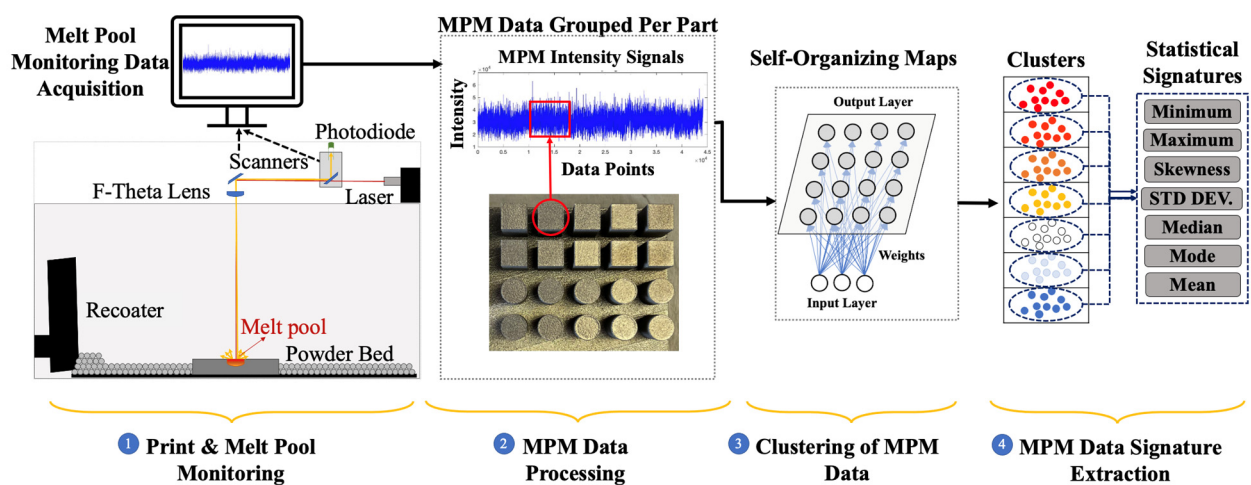 Melt Pool
Monitoring Data
Acquisition
Photodiode
Scanners
F-Theta Lens
Laser
Recoater
Melt pool
Powder Bed
MPM Data Grouped Per Part
MPM Intensity Signals
Intensity
Data Points
Self-Organizing Maps
Output Layer
Weights
Input Layer
Clusters
Statistical
Signatures
Minimum
Maximum
Skewness
STD DEV.
Median
Mode
Mean
1 Print & Melt Pool
Monitoring
2 MPM Data
Processing
3 Clustering of MPM
Data
4 MPM Data Signature
Extraction